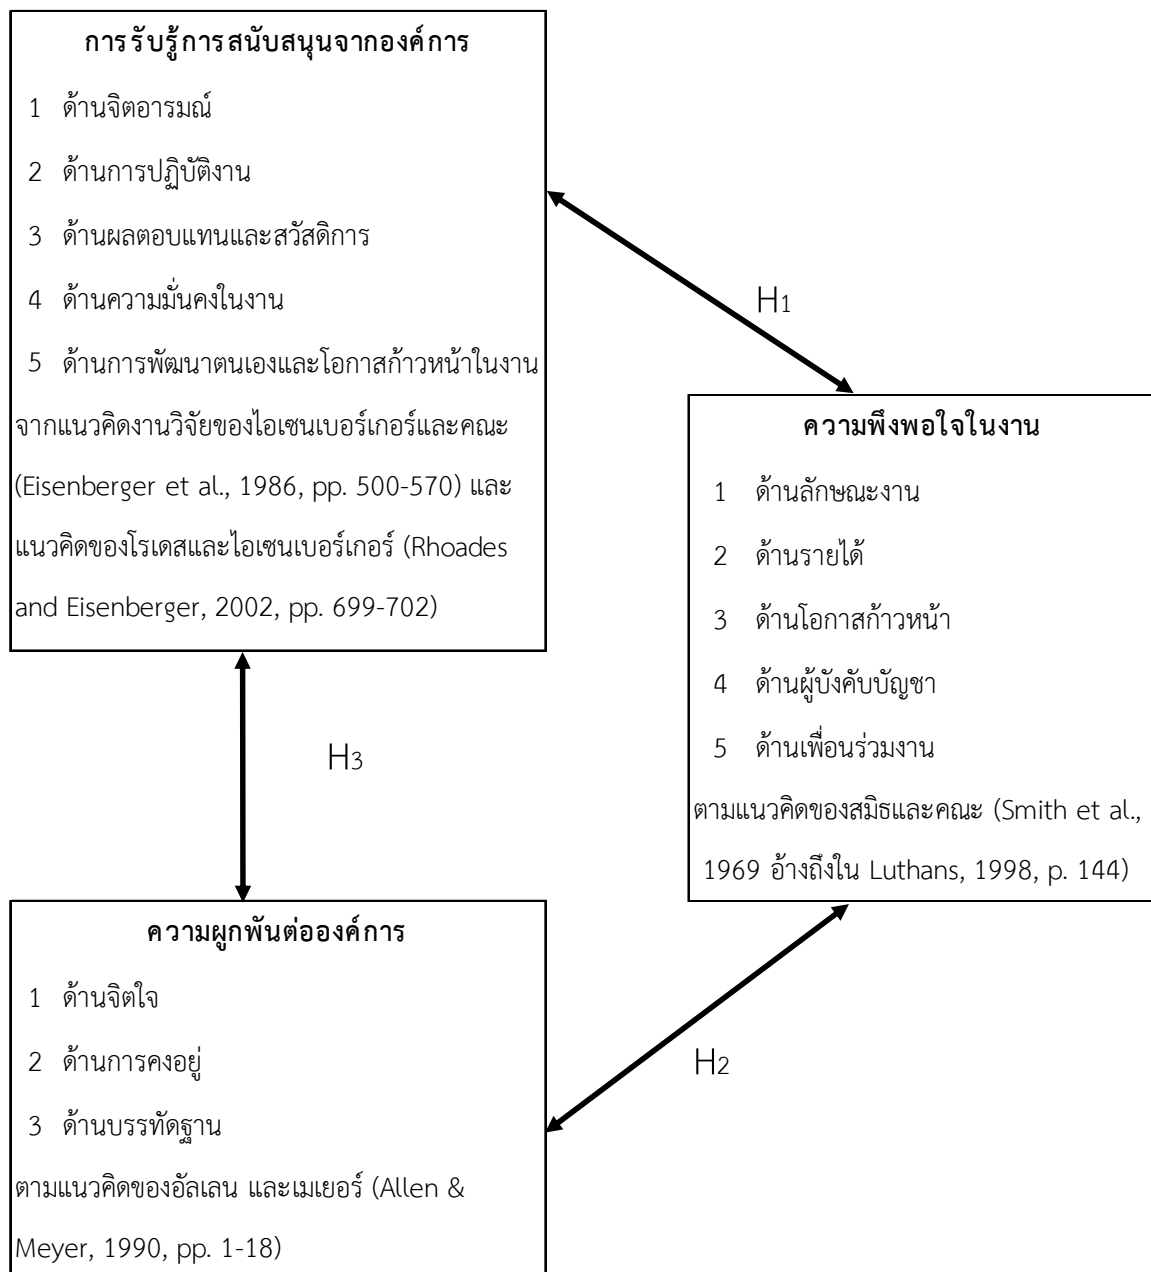 การรับรู้การสนับสนุนจากองค์การ
1 ด้านจิตอารมณ์
2 ด้านการปฏิบัติงาน
3 ด้านผลตอบแทนและสวัสดิการ
4 ด้านความมั่นคงในงาน
5 ด้านการพัฒนาตนเองและโอกาสก้าวหน้าในงาน
จากแนวคิดงานวิจัยของไอเซนเบอร์เกอร์และคณะ
(Eisenberger et al., 1986, pp. 500-570) และ
แนวคิดของโรเดสและไอเซนเบอร์เกอร์ (Rhoades
and Eisenberger, 2002, pp. 699-702)
H1
ความพึงพอใจในงาน
1 ด้านลักษณะงาน
2 ด้านรายได้
3 ด้านโอกาสก้าวหน้า
4 ด้านผู้บังคับบัญชา
5 ด้านเพื่อนร่วมงาน
ตามแนวคิดของสมิธและคณะ (Smith et al.,
1969 อ้างถึงใน Luthans, 1998, p. 144)
H3
H2
ความผูกพันต่อองค์การ
1 ด้านจิตใจ
2 ด้านการคงอยู่
3 ด้านบรรทัดฐาน
ตามแนวคิดของอัลเลน และเมเยอร์ (Allen &
Meyer, 1990, pp. 1-18)